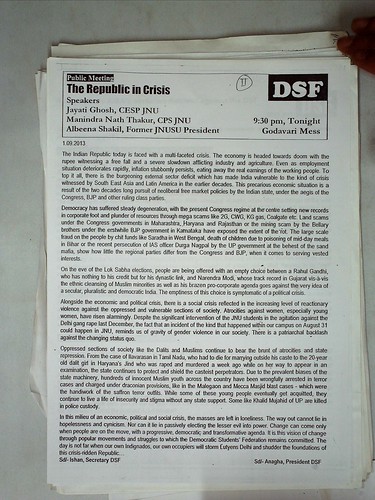 Public Meeting
The Republic in Crisis
II
DSF
Speakers
Jayati Ghosh, CESP JNU
Manindra Nath Thakur, CPS JNU
9:30 pm, Tonight
Albeena Shakil, Former JNUSU President
Godavari Mess
1.09.2013
The Indian Republic today is faced with a multi-faceted crisis. The economy is headed towards doom with the
rupee witnessing a free fall and a severe slowdown afflicting industry and agriculture. Even as employment
situation deteriorates rapidly, inflation stubbornly persists, eating away the real earnings of the working people. To
top it all, there is the burgeoning external sector deficit which has made India vulnerable to the kind of crisis
witnessed by South East Asia and Latin America in the earlier decades. This precarious economic situation is a
result of the two decades long pursuit of neoliberal free market policies by the Indian state, under the aegis of the
Congress, BJP and other ruling class parties.
Democracy has suffered steady degeneration, with the present Congress regime at the centre setting new records
in corporate loot and plunder of resources through mega scams like 2G, CWG, KG gas, Coalgate etc. Land scams
under the Congress governments in Maharastra, Haryana and Rajasthan or the mining scam by the Bellary
brothers under the erstwhile BJP government in Karnataka have exposed the extent of the rot. The large scale
fraud on the people by chit funds like Saradha in West Bengal, death of children due to poisoning of mid-day meals
in Bihar or the recent persecution of IAS officer Durga Nagpal by the UP government at the behest of the sand
mafia, show how little the regional parties differ from the Congress and BJP, when it comes to serving vested
interests.
On the eve of the Lok Sabha elections, people are being offered with an empty choice between a Rahul Gandhi,
who has nothing to his credit but for his dynastic link, and Narendra Modi, whose track record in Gujarat vis-à-vis
the ethnic cleansing of Muslim minorities as well as his brazen pro-corporate agenda goes against the very idea of
a secular, pluralistic and democratic India. The emptiness of this choice is symptomatic of a political crisis.
Alongside the economic and political crisis, there is a social crisis reflected in the increasing level of reactionary
violence against the oppressed and vulnerable sections of society. Atrocities against women, especially young
women, have risen alarmingly. Despite the significant intervention of the JNU students in the agitation against the
Delhi gang rape last December, the fact that an incident of the kind that happened within our campus on August 31
could happen in JNU, reminds us of gravity of gender violence in our society. There is a patriarchal backlash
against the changing status quo.
Oppressed sections of society like the Dalits and Muslims continue to bear the brunt of atrocities and state
repression. From the case of Ilavarasan in Tamil Nadu, who had to die for marrying outside his caste to the 20-year
old dalit girl in Haryana's Jind who was raped and murdered a week ago while on her way to appear in an
examination, the state continues to protect and shield the casteist perpetrators. Due to the prevalent biases of the
state machinery, hundreds of innocent Muslim youth across the country have been wrongfully arrested in terror
cases and charged under draconian provisions, like in the Malegaon and Mecca Masjid blast cases - which were
the handiwork of the saffron terror outfits. While some of these young people eventually get acquitted, they
continue to live a life of insecurity and stigma without any state support. Some like Khalid Mujahid of UP are killed
in police custody.
In this milieu of an economic, political and social crisis, the masses are left in loneliness. The way out cannot lie in
hopelessness and cynicism. Nor can it lie in passively electing the lesser evil into power. Change can come only
when people are on the move, with a progressive, democratic and transformative agenda. It is this vision of change
through popular movements and struggles to which the Democratic Students' Federation remains committed. The
day is not far when our own Indignados, our own occupiers will storm Lutyens Delhi and shudder the foundations of
this crisis-ridden Republic...
Sd/- Ishan, Secretary DSF
Sd/- Anagha, President DSF